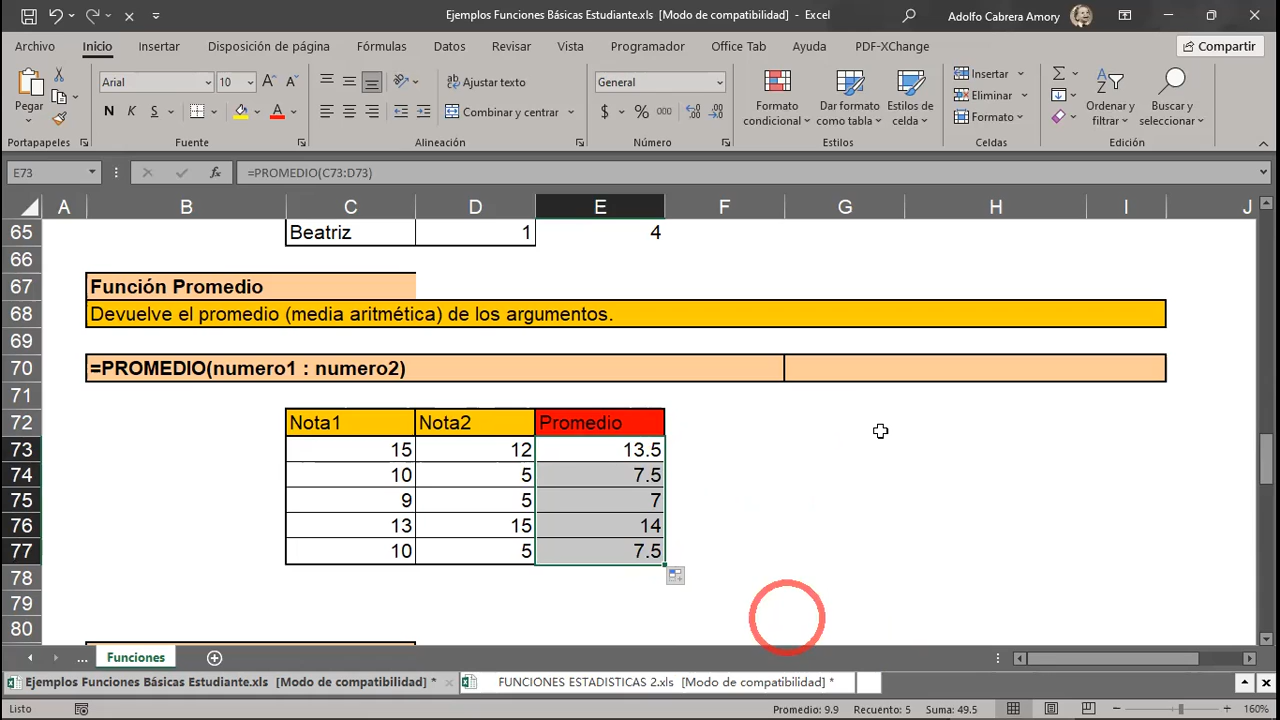 Ejemplos Funciones Básicas Estudiante.xls [Modo de compatibilidad] - Excel
Adolfo Cabrera Amory
Archivo Inicio Insertar Disposición de página Fórmulas Datos Revisar Vista Programador Office Tab Ayuda PDF-XChange Compartir
Pegar
Arial 10
N K S
Ajustar texto
Combinar y centrar
General
$ % 000
Formato condicional
Dar formato como tabla
Estilos de celda
Insertar
Eliminar
Formato
Ordenar y filtrar
Buscar y seleccionar
Portapapeles Fuente Alineación Número Estilos Celdas Edición
E73 fx =PROMEDIO(C73:D73)
A B C D E F G H I J
65 Beatriz 1 4
66
67 Función Promedio
68 Devuelve el promedio (media aritmética) de los argumentos.
69
70 =PROMEDIO(numero1 : numero2)
71
72 Nota1 Nota2 Promedio
73 15 12 13.5
74 10 5 7.5
75 9 5 7
76 13 15 14
77 10 5 7.5
78
79
80
... Funciones
Ejemplos Funciones Básicas Estudiante.xls [Modo de compatibilidad] * FUNCIONES ESTADISTICAS 2.xls [Modo de compatibilidad] *
Listo Promedio: 9.9 Recuento: 5 Suma: 49.5 160%